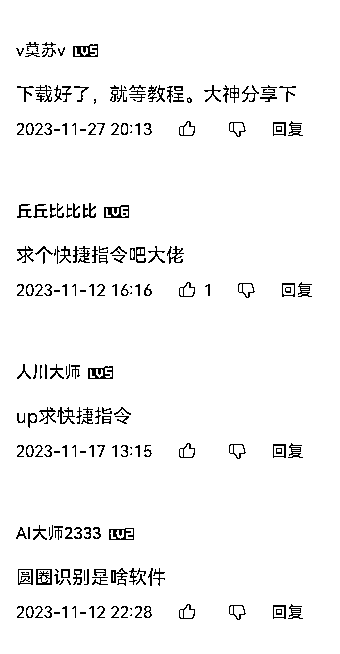 v莫苏v LV5
下载好了，就等教程。大神分享下
2023-11-27 20:13 回复
丘丘比比比 LV6
求个快捷指令吧大佬
2023-11-12 16:16 1 回复
人川大师 LV5
up求快捷指令
2023-11-17 13:15 回复
AI大师2333 LV2
圆圈识别是啥软件
2023-11-12 22:28 回复